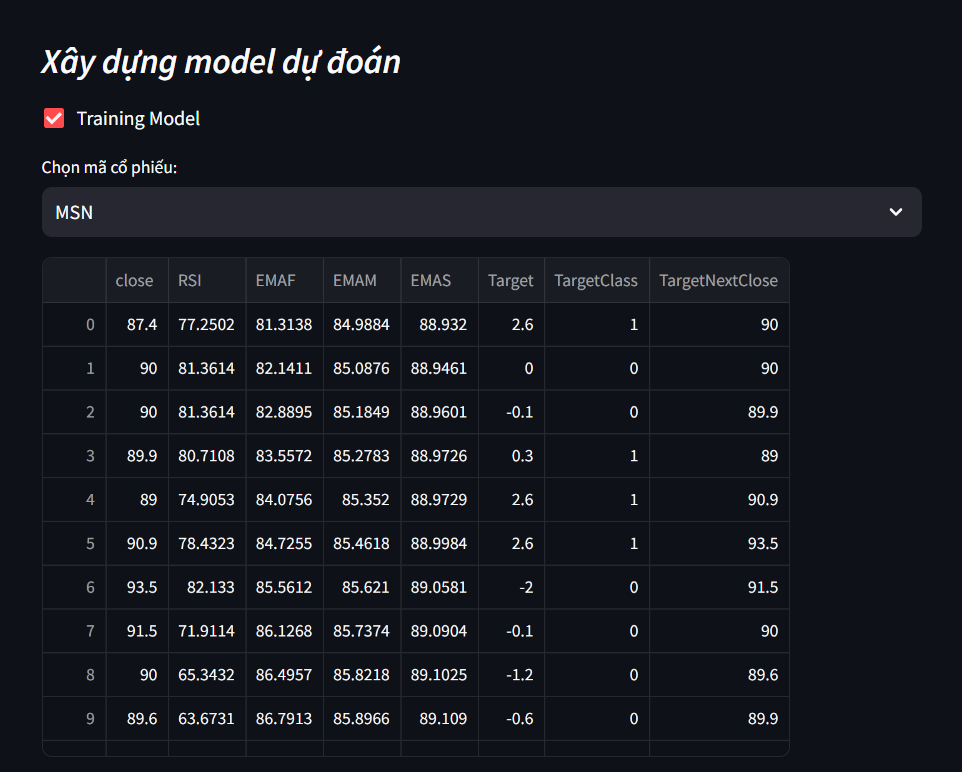 Xây dựng model dự đoán
Training Model
Chọn mã cổ phiếu:
MSN
close RSI EMAF EMAM EMAS Target TargetClass TargetNextClose
0 87.4 77.2502 81.3138 84.9884 88.932 2.6 1 90
1 90 81.3614 82.1411 85.0876 88.9461 0 0 90
2 90 81.3614 82.8895 85.1849 88.9601 -0.1 0 89.9
3 89.9 80.7108 83.5572 85.2783 88.9726 0.3 1 89
4 89 74.9053 84.0756 85.352 88.9729 2.6 1 90.9
5 90.9 78.4323 84.7255 85.4618 88.9984 2.6 1 93.5
6 93.5 82.133 85.5612 85.621 89.0581 -2 0 91.5
7 91.5 71.9114 86.1268 85.7374 89.0904 -0.1 0 90
8 90 65.3432 86.4957 85.8218 89.1025 -1.2 0 89.6
9 89.6 63.6731 86.7913 85.8966 89.109 -0.6 0 89.9